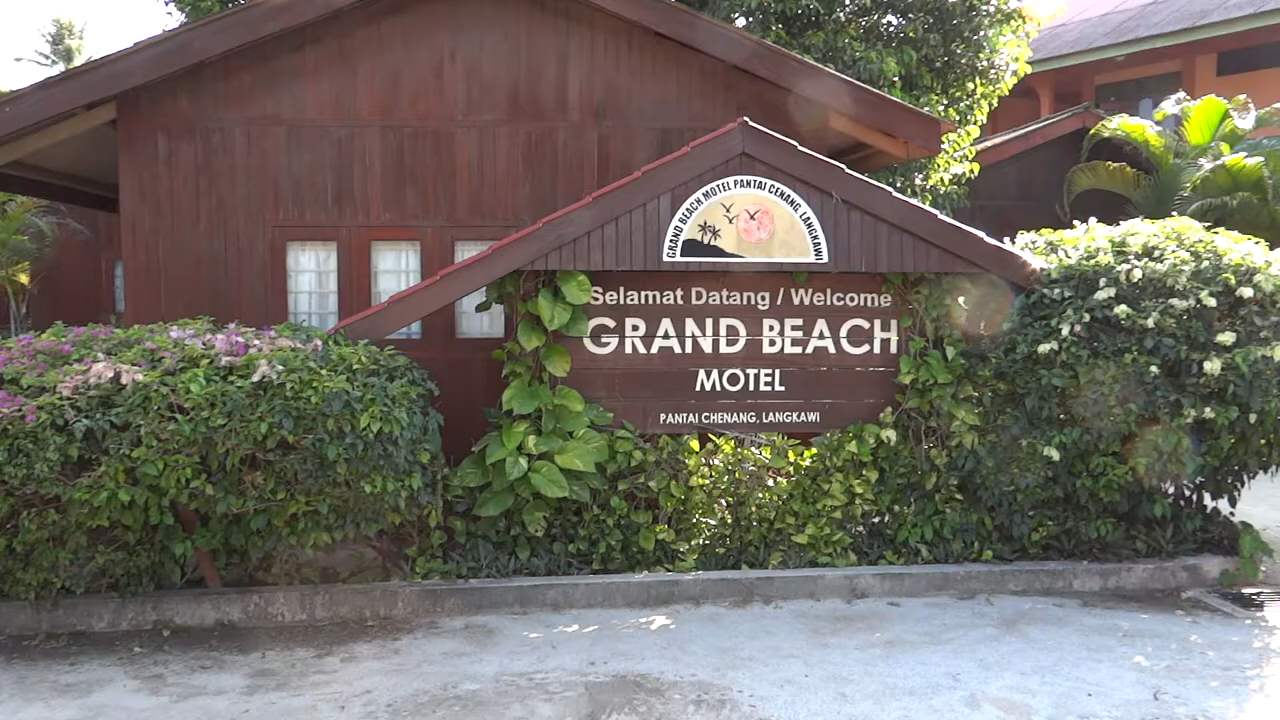 GRAND BEACH MOTEL PANTAI CENANG, LANGKAWI
Selamat Datang / Welcome
GRAND BEACH
MOTEL
PANTAI CHENANG, LANGKAWI